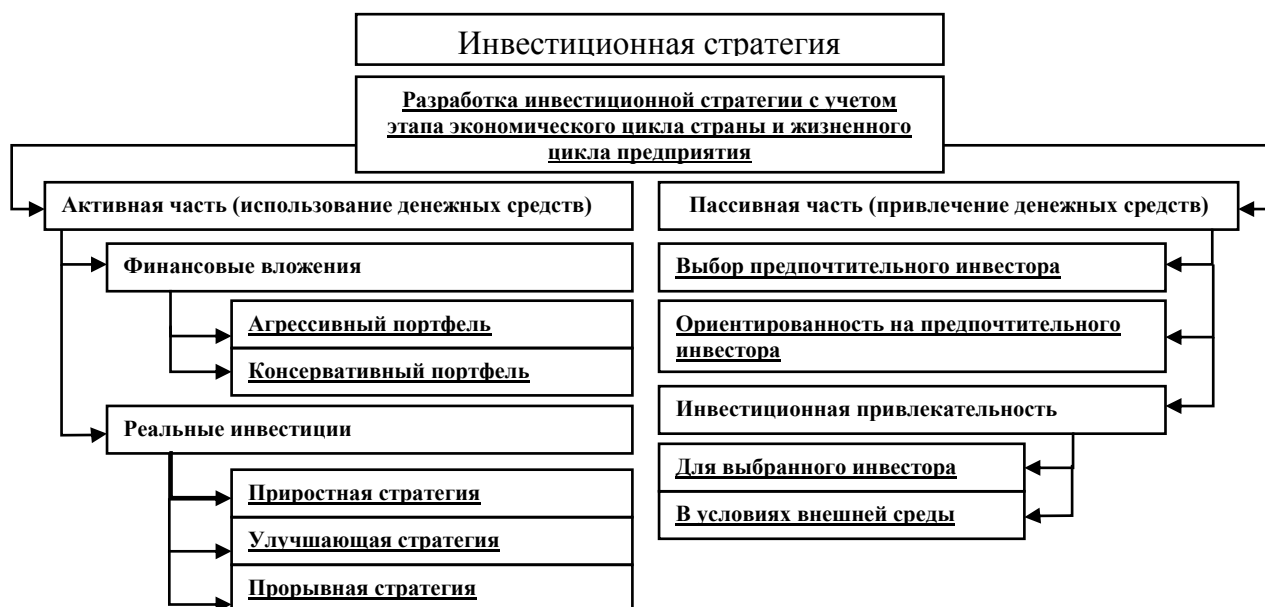 Инвестиционная стратегия
Разработка инвестиционной стратегии с учетом
этапа экономического цикла страны и жизненного
цикла предприятия
Активная часть (использование денежных средств)
Финансовые вложения
Агрессивный портфель
Консервативный портфель
Реальные инвестиции
Приростная стратегия
Улучшающая стратегия
Прорывная стратегия
Пассивная часть (привлечение денежных средств)
Выбор предпочтительного инвестора
Ориентированность на предпочтительного
инвестора
Инвестиционная привлекательность
Для выбранного инвестора
В условиях внешней среды